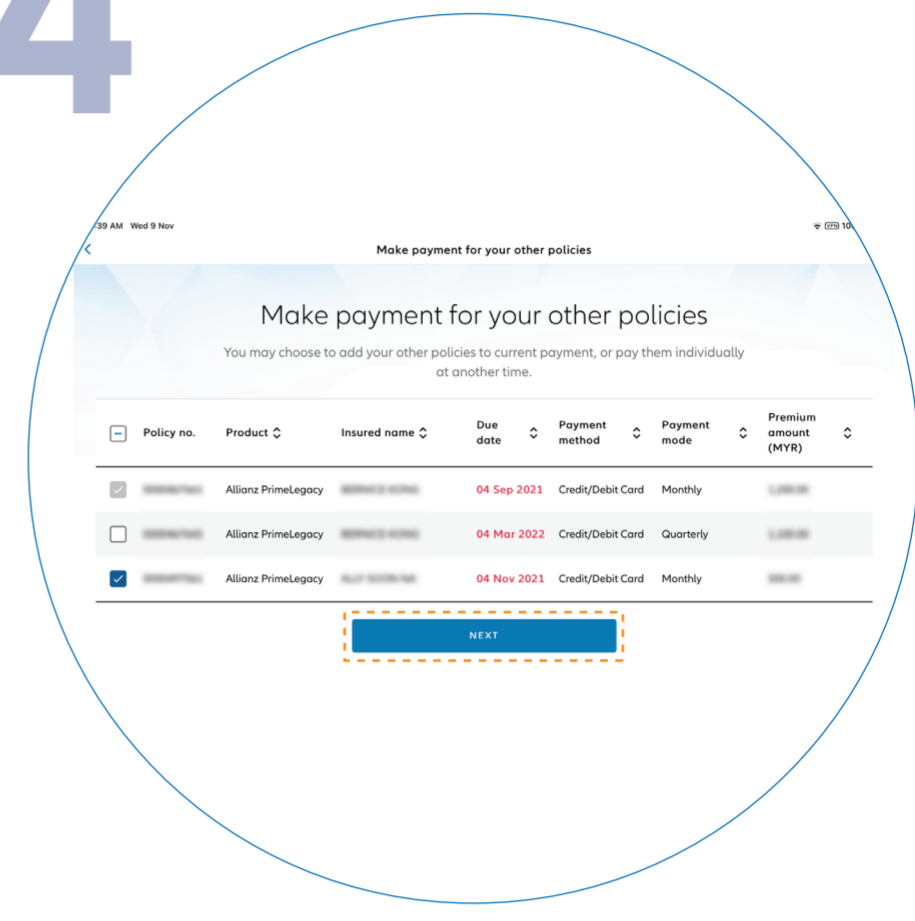 4
:39 AM Wed 9 Nov VPN 10
Make payment for your other policies
Make payment for your other policies
You may choose to add your other policies to current payment, or pay them individually
at another time.
Policy no. Product Insured name Due date Payment method Payment mode Premium amount (MYR)
Allianz PrimeLegacy 04 Sep 2021 Credit/Debit Card Monthly
Allianz PrimeLegacy 04 Mar 2022 Credit/Debit Card Quarterly
Allianz PrimeLegacy 04 Nov 2021 Credit/Debit Card Monthly
NEXT